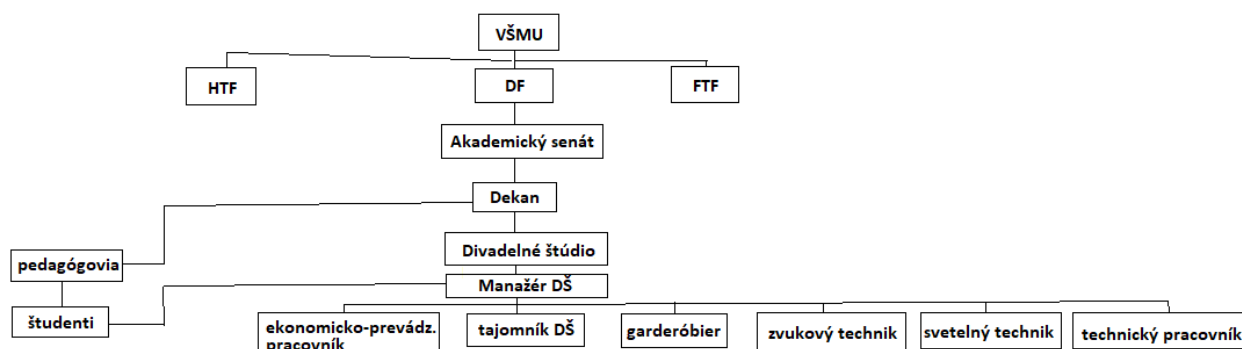 VŠMU
HTF
DF
FTF
Akademický senát
Dekan
Divadelné štúdio
pedagógovia
Manažér DŠ
študenti
ekonomicko-prevádz.
pracovník
tajomník DŠ
garderóbier
zvukový technik
svetelný technik
technický pracovník